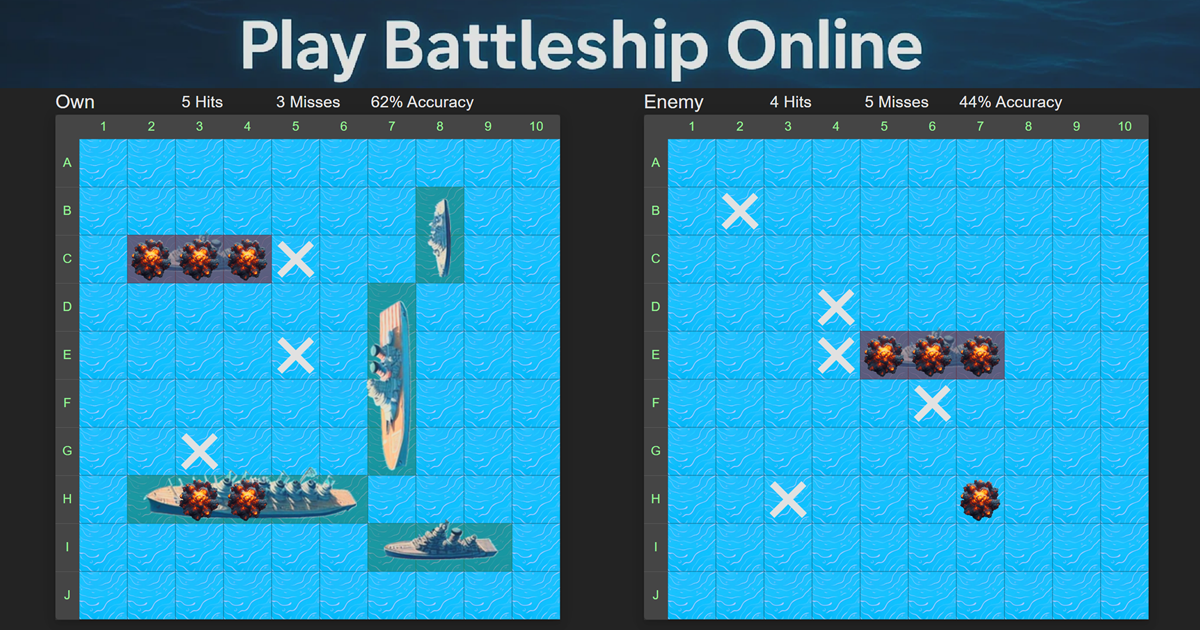 Play Battleship Online
Own 5 Hits 3 Misses 62% Accuracy
1 2 3 4 5 6 7 8 9 10
A
B
C
D
E
F
G
H
I
J
Enemy 4 Hits 5 Misses 44% Accuracy
1 2 3 4 5 6 7 8 9 10
A
B
C
D
E
F
G
H
I
J